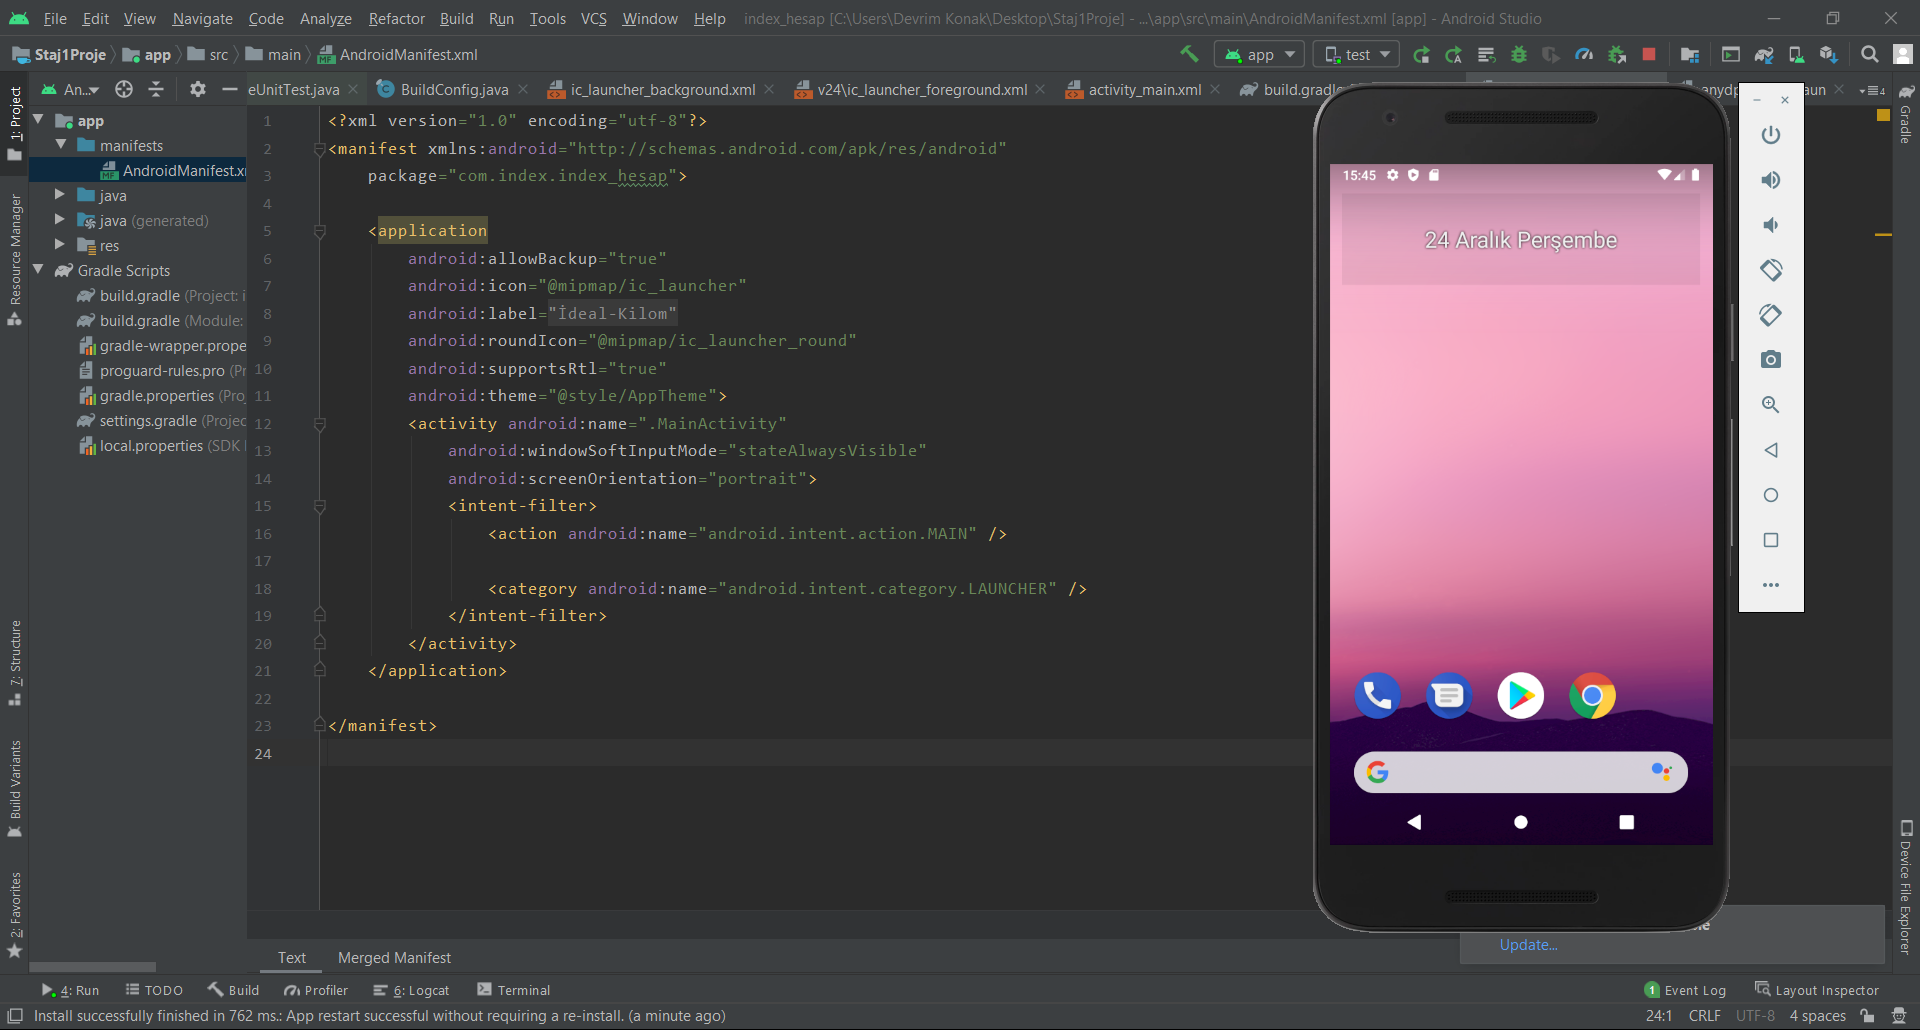 File Edit View Navigate Code Analyze Refactor Build Run Tools VCS Window Help index_hesap [C:\Users\Devrim Konak\Desktop\Staj1Proje] - ...\app\src\main\AndroidManifest.xml [app] - Android Studio
Staj1Proje app src main AndroidManifest.xml app test
An... eUnitTest.java BuildConfig.java ic_launcher_background.xml v24\ic_launcher_foreground.xml activity_main.xml build.gradle 4
1: Project
Resource Manager
7: Structure
Build Variants
2: Favorites
app
manifests
AndroidManifest.x
java
java (generated)
res
Gradle Scripts
build.gradle (Project: i
build.gradle (Module:
gradle-wrapper.prope
proguard-rules.pro (Pr
gradle.properties (Proj
settings.gradle (Projec
local.properties (SDK
1 <?xml version="1.0" encoding="utf-8"?>
2 <manifest xmlns:android="http://schemas.android.com/apk/res/android"
3 package="com.index.index_hesap">
4
5 <application
6 android:allowBackup="true"
7 android:icon="@mipmap/ic_launcher"
8 android:label="İdeal-Kilom"
9 android:roundIcon="@mipmap/ic_launcher_round"
10 android:supportsRtl="true"
11 android:theme="@style/AppTheme">
12 <activity android:name=".MainActivity"
13 android:windowSoftInputMode="stateAlwaysVisible"
14 android:screenOrientation="portrait">
15 <intent-filter>
16 <action android:name="android.intent.action.MAIN" />
17
18 <category android:name="android.intent.category.LAUNCHER" />
19 </intent-filter>
20 </activity>
21 </application>
22
23 </manifest>
24
15:45
24 Aralık Perşembe
Gradle
Device File Explorer
Update...
Text Merged Manifest
4: Run TODO Build Profiler 6: Logcat Terminal 1 Event Log Layout Inspector
Install successfully finished in 762 ms.: App restart successful without requiring a re-install. (a minute ago) 24:1 CRLF UTF-8 4 spaces